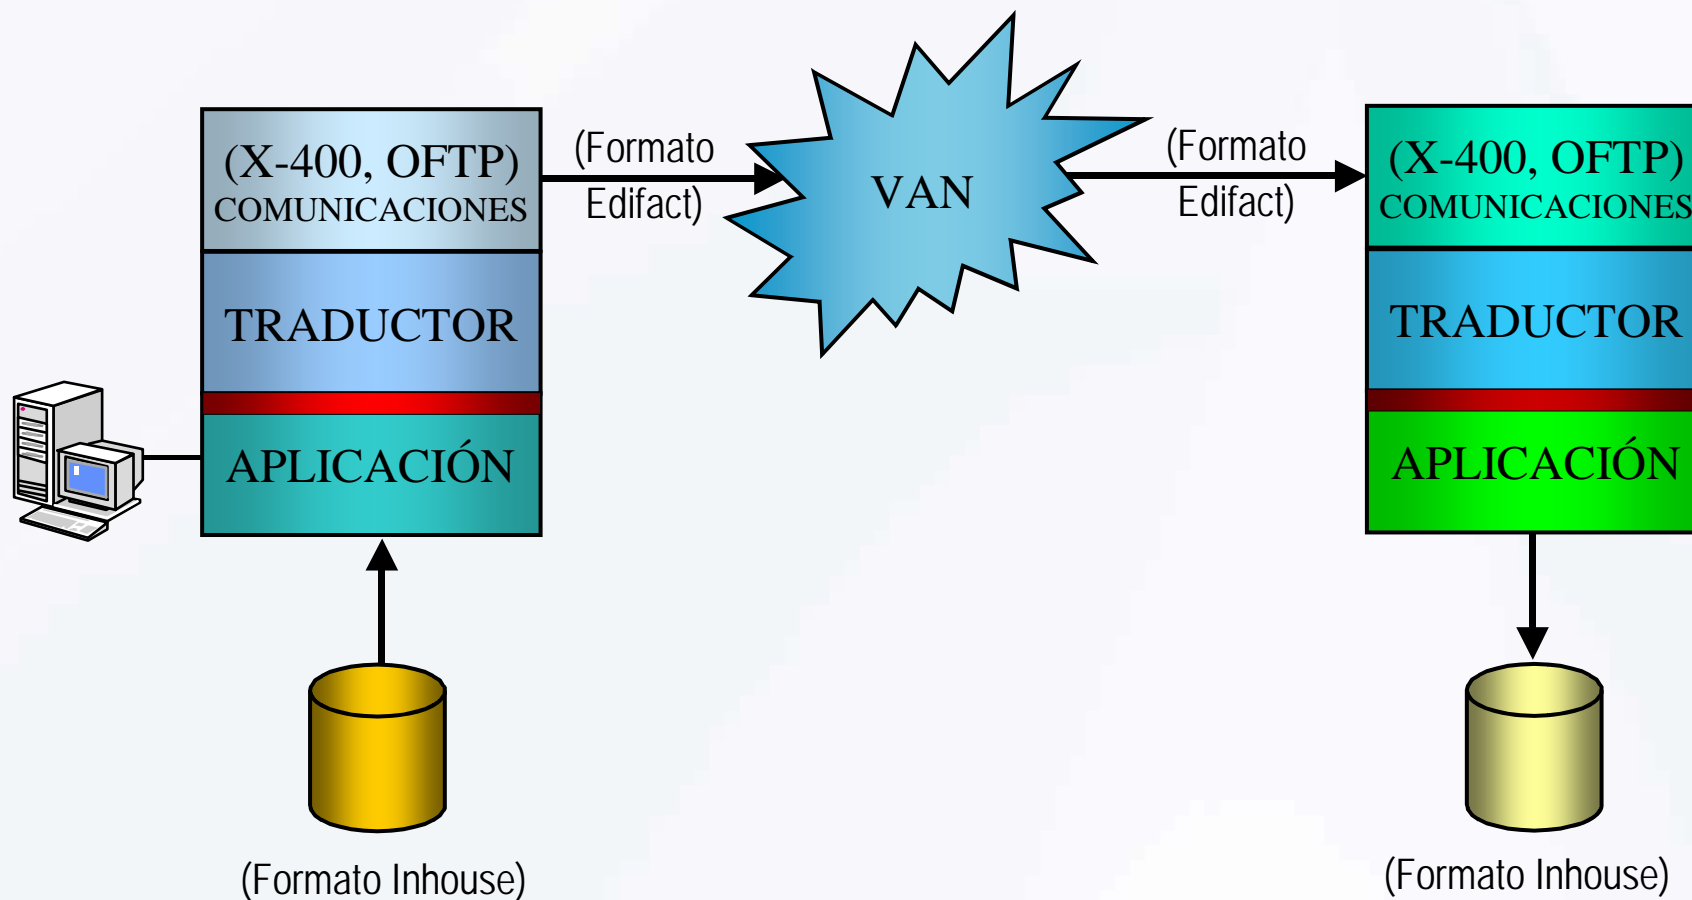 (X-400, OFTP)
COMUNICACIONES
TRADUCTOR
APLICACIÓN
(Formato Inhouse)
(Formato
Edifact)
VAN
(Formato
Edifact)
(X-400, OFTP)
COMUNICACIONES
TRADUCTOR
APLICACIÓN
(Formato Inhouse)